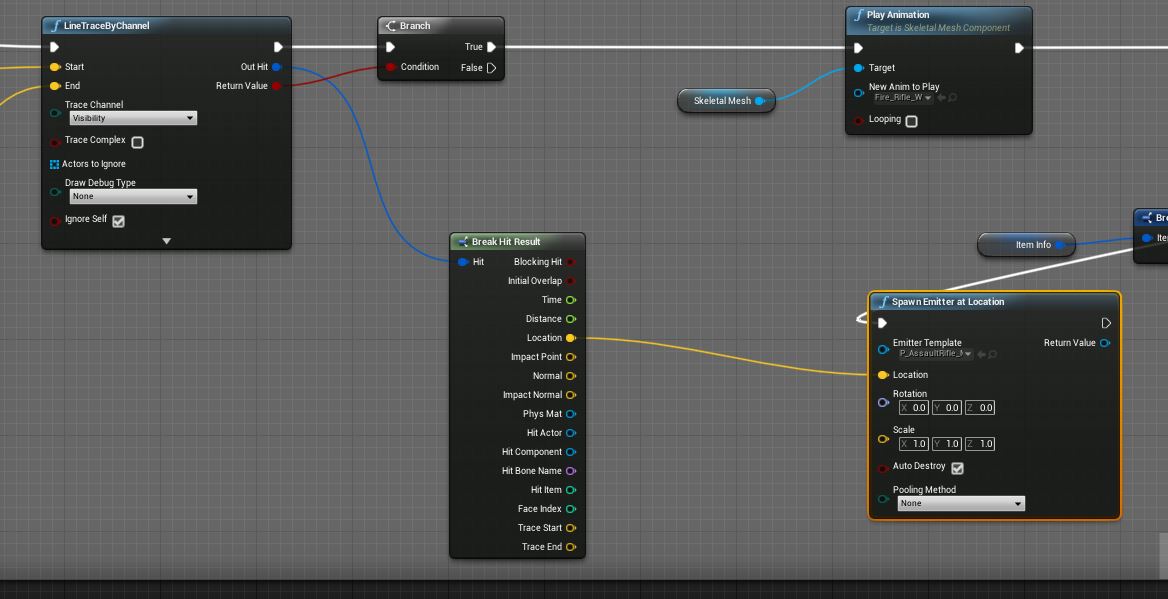 LineTraceByChannel
Start
Out Hit
End
Return Value
Trace Channel
Visibility
Trace Complex
Actors to Ignore
Draw Debug Type
None
Ignore Self
Branch
True
Condition
False
Skeletal Mesh
Play Animation
Target is Skeletal Mesh Component
Target
New Anim to Play
Fire_Rifle_W
Looping
Break Hit Result
Hit
Blocking Hit
Initial Overlap
Time
Distance
Location
Impact Point
Normal
Impact Normal
Phys Mat
Hit Actor
Hit Component
Hit Bone Name
Hit Item
Face Index
Trace Start
Trace End
Item Info
Spawn Emitter at Location
Emitter Template
Return Value
Location
Rotation
X 0.0 Y 0.0 Z 0.0
Scale
X 1.0 Y 1.0 Z 1.0
Auto Destroy
Pooling Method
None